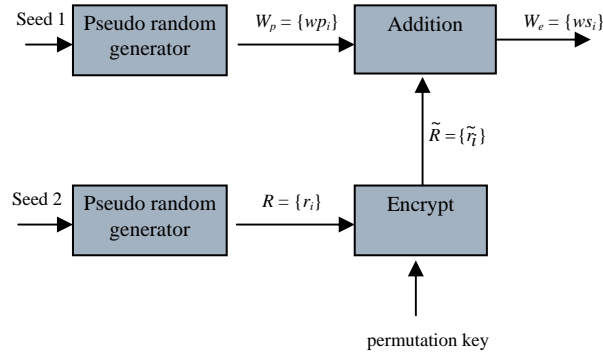 Seed 1
Pseudo random
generator
W_p = {wp_i}
Addition
W_e = {ws_i}
R̃ = {r̃_i}
Seed 2
Pseudo random
generator
R = {r_i}
Encrypt
permutation key